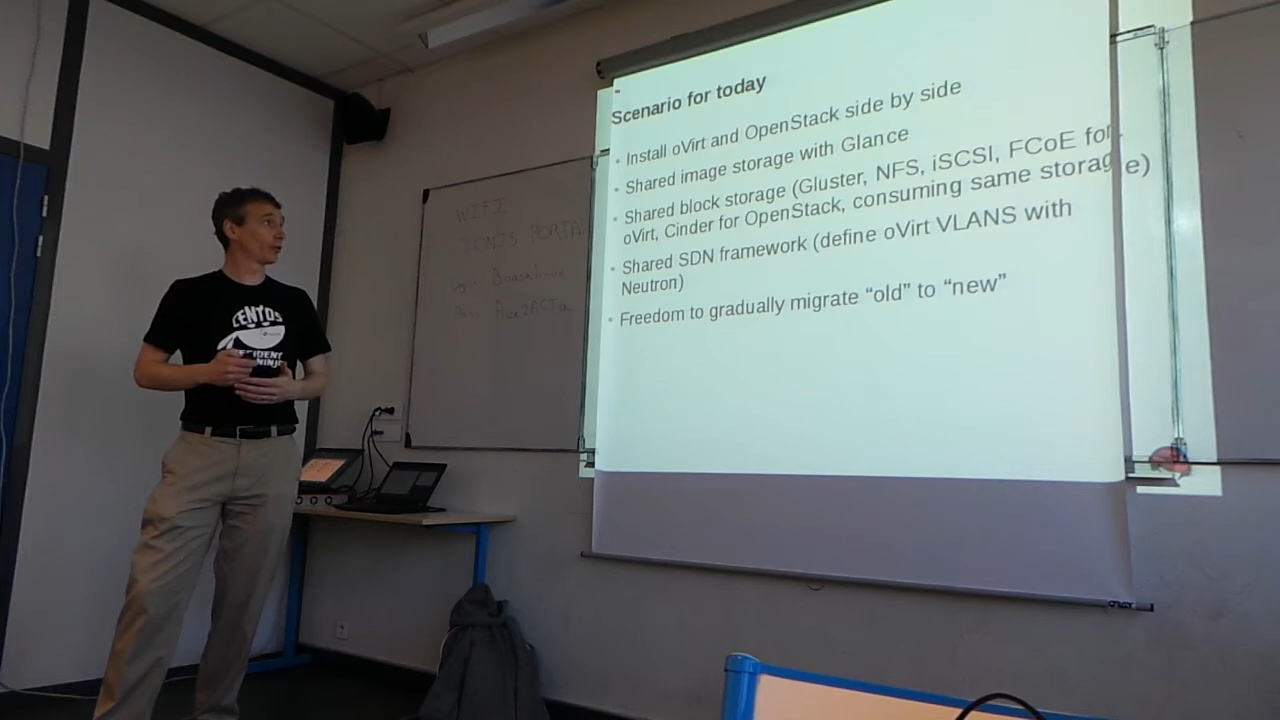 Scenario for today
• Install oVirt and OpenStack side by side
• Shared image storage with Glance
• Shared block storage (Gluster, NFS, iSCSI, FCoE for
oVirt, Cinder for OpenStack, consuming same storage)
• Shared SDN framework (define oVirt VLANS with
Neutron)
• Freedom to gradually migrate “old” to “new”
WIFI
CENTOS
NINJA